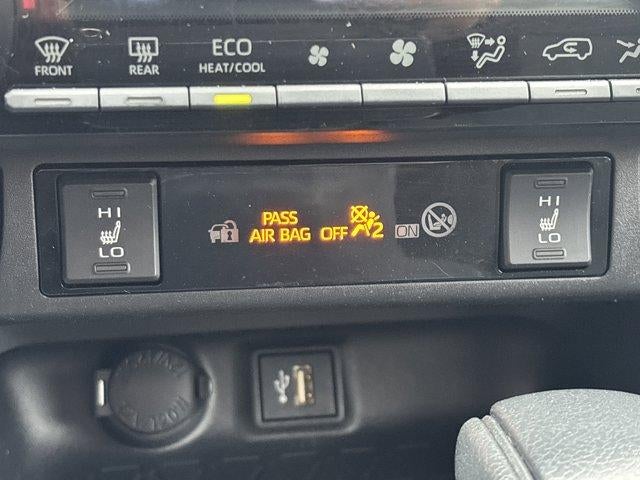 FRONT
REAR
ECO
HEAT/COOL
HI
LO
PASS
AIR BAG OFF 2
ON
HI
LO